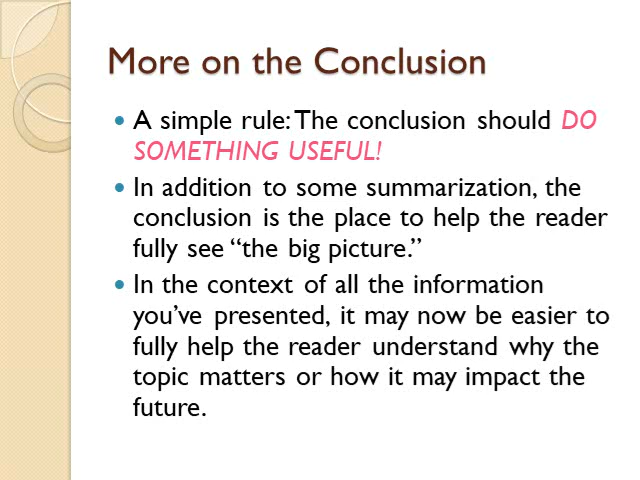 More on the Conclusion
• A simple rule: The conclusion should DO
SOMETHING USEFUL!
• In addition to some summarization, the
conclusion is the place to help the reader
fully see “the big picture.”
• In the context of all the information
you’ve presented, it may now be easier to
fully help the reader understand why the
topic matters or how it may impact the
future.